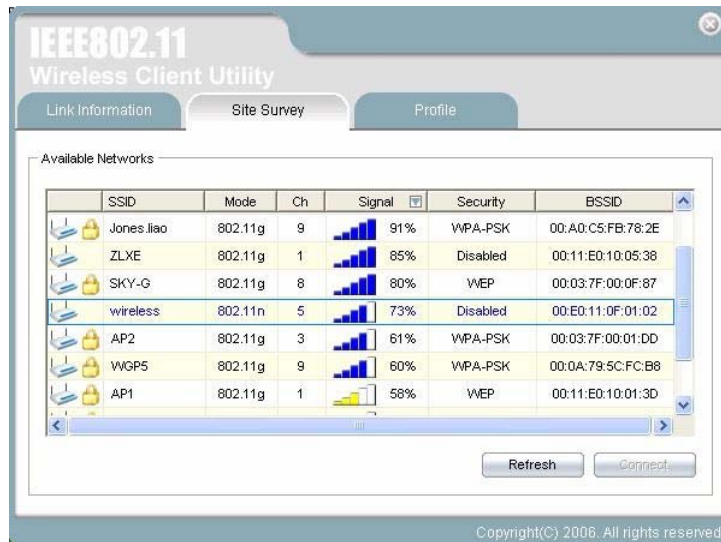 IEEE802.11
Wireless Client Utility
Link Information Site Survey Profile
Available Networks
SSID Mode Ch Signal Security BSSID
Jones.liao 802.11g 9 91% WPA-PSK 00:A0:C5:FB:78:2E
ZLXE 802.11g 1 85% Disabled 00:11:E0:10:05:38
SKY-G 802.11g 8 80% WEP 00:03:7F:00:0F:87
wireless 802.11n 5 73% Disabled 00:E0:11:0F:01:02
AP2 802.11g 3 61% WPA-PSK 00:03:7F:00:01:DD
WGP5 802.11g 9 60% WPA-PSK 00:0A:79:5C:FC:B8
AP1 802.11g 1 58% WEP 00:11:E0:10:01:3D
Refresh Connect
Copyright(C) 2006. All rights reserved